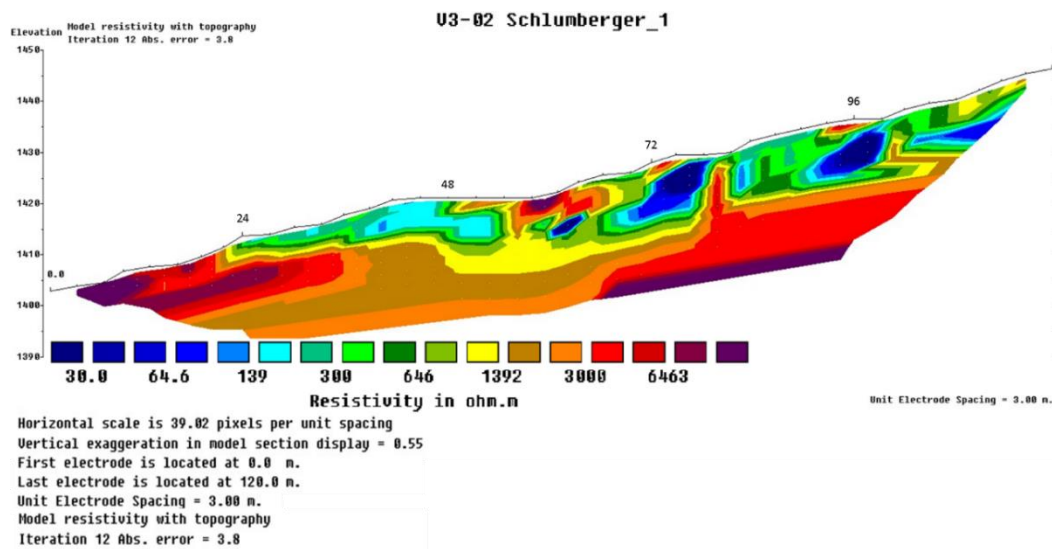 V3-02 Schlumberger_1
Elevation
Model resistivity with topography
Iteration 12 Abs. error = 3.8
1450
1440
96
1430
72
1420
48
24
1410
0.0
1400
1390
30.0 64.6 139 300 646 1392 3000 6463
Resistivity in ohm.m
Unit Electrode Spacing = 3.00 m.
Horizontal scale is 39.02 pixels per unit spacing
Vertical exaggeration in model section display = 0.55
First electrode is located at 0.0 m.
Last electrode is located at 120.0 m.
Unit Electrode Spacing = 3.00 m.
Model resistivity with topography
Iteration 12 Abs. error = 3.8